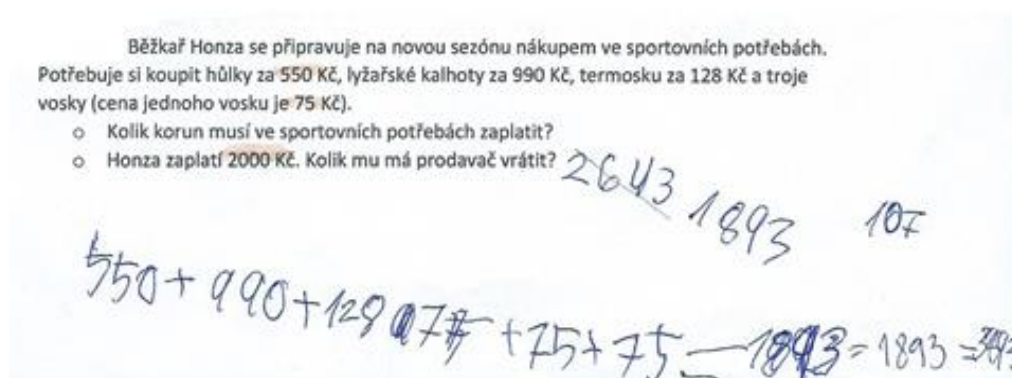 Běžkař Honza se připravuje na novou sezónu nákupem ve sportovních potřebách.
Potřebuje si koupit hůlky za 550 Kč, lyžařské kalhoty za 990 Kč, termosku za 128 Kč a troje
vosky (cena jednoho vosku je 75 Kč).
o Kolik korun musí ve sportovních potřebách zaplatit?
o Honza zaplatí 2000 Kč. Kolik mu má prodavač vrátit?
2643 1893 107
550 + 990 + 128 + 75 + 75 = 1893